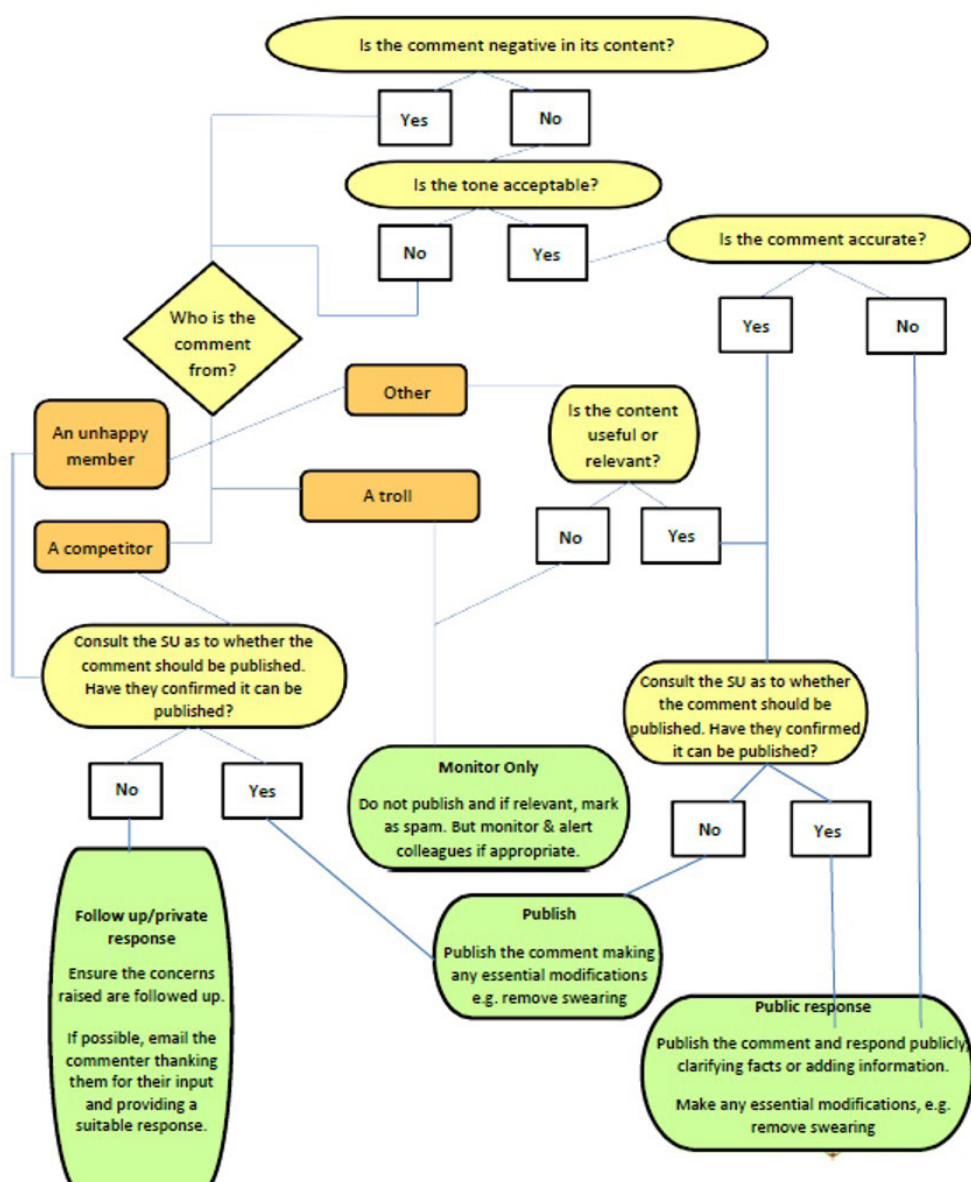 Is the comment negative in its content?
Yes
No
Is the tone acceptable?
No
Yes
Is the comment accurate?
Yes
No
Who is the
comment
from?
Other
An unhappy
member
Is the content
useful or
relevant?
A troll
No
Yes
A competitor
Consult the SU as to whether the
comment should be published.
Have they confirmed it can be
published?
Consult the SU as to whether
the comment should be
published. Have they confirmed
it can be published?
No
Yes
Monitor Only
Do not publish and if relevant, mark
as spam. But monitor & alert
colleagues if appropriate.
No
Yes
Follow up/private
response
Ensure the concerns
raised are followed up.
If possible, email the
commenter thanking
them for their input
and providing a
suitable response.
Publish
Publish the comment making
any essential modifications
e.g. remove swearing
Public response
Publish the comment and respond publicly,
clarifying facts or adding information.
Make any essential modifications, e.g.
remove swearing